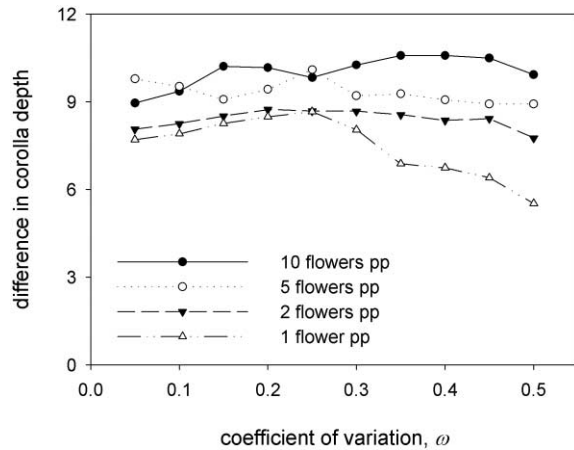 12
9
6
3
0
difference in corolla depth
10 flowers pp
5 flowers pp
2 flowers pp
1 flower pp
0.0 0.1 0.2 0.3 0.4 0.5
coefficient of variation, ω